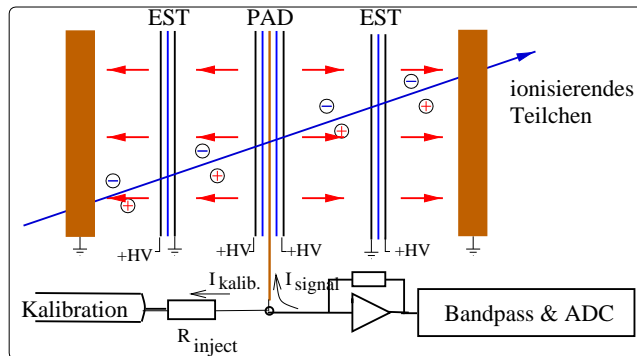 EST PAD EST
ionisierendes
Teilchen
− − − −
+ + + +
+HV +HV +HV +HV
I kalib. I signal
Kalibration
R inject
Bandpass & ADC